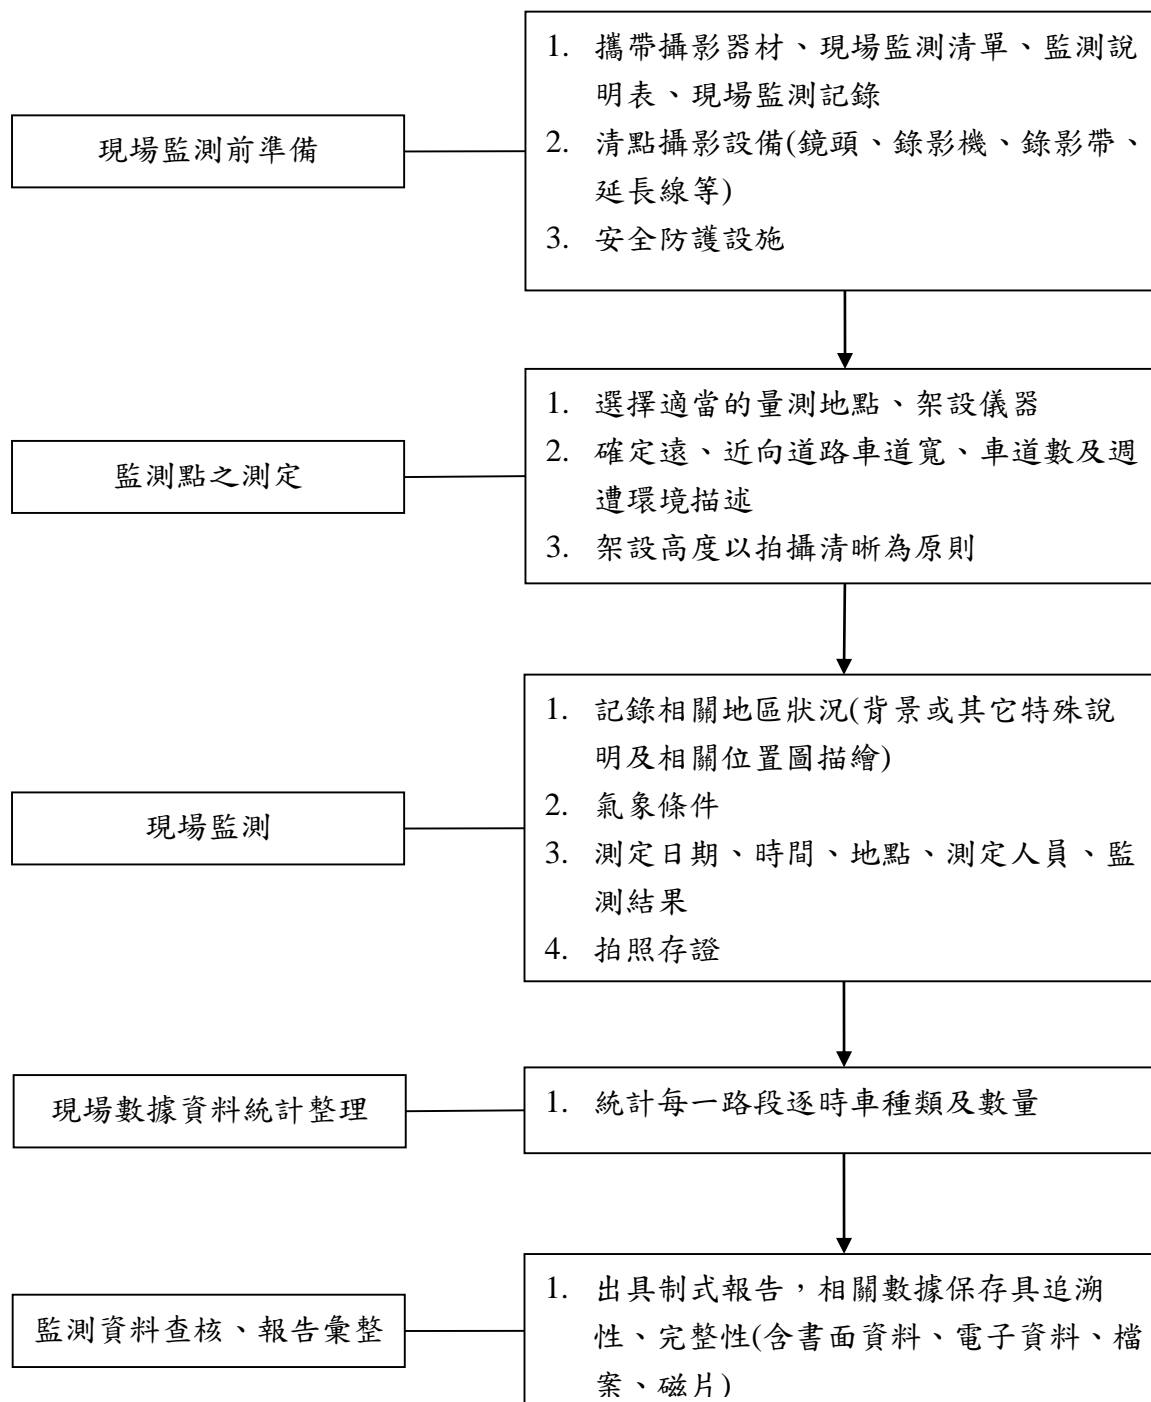 現場監測前準備
1. 攜帶攝影器材、現場監測清單、監測說
明表、現場監測記錄
2. 清點攝影設備(鏡頭、錄影機、錄影帶、
延長線等)
3. 安全防護設施
監測點之測定
1. 選擇適當的量測地點、架設儀器
2. 確定遠、近向道路車道寬、車道數及週
遭環境描述
3. 架設高度以拍攝清晰為原則
現場監測
1. 記錄相關地區狀況(背景或其它特殊說
明及相關位置圖描繪)
2. 氣象條件
3. 測定日期、時間、地點、測定人員、監
測結果
4. 拍照存證
現場數據資料統計整理
1. 統計每一路段逐時車種類及數量
監測資料查核、報告彙整
1. 出具制式報告，相關數據保存具追溯
性、完整性(含書面資料、電子資料、檔
案、磁片)